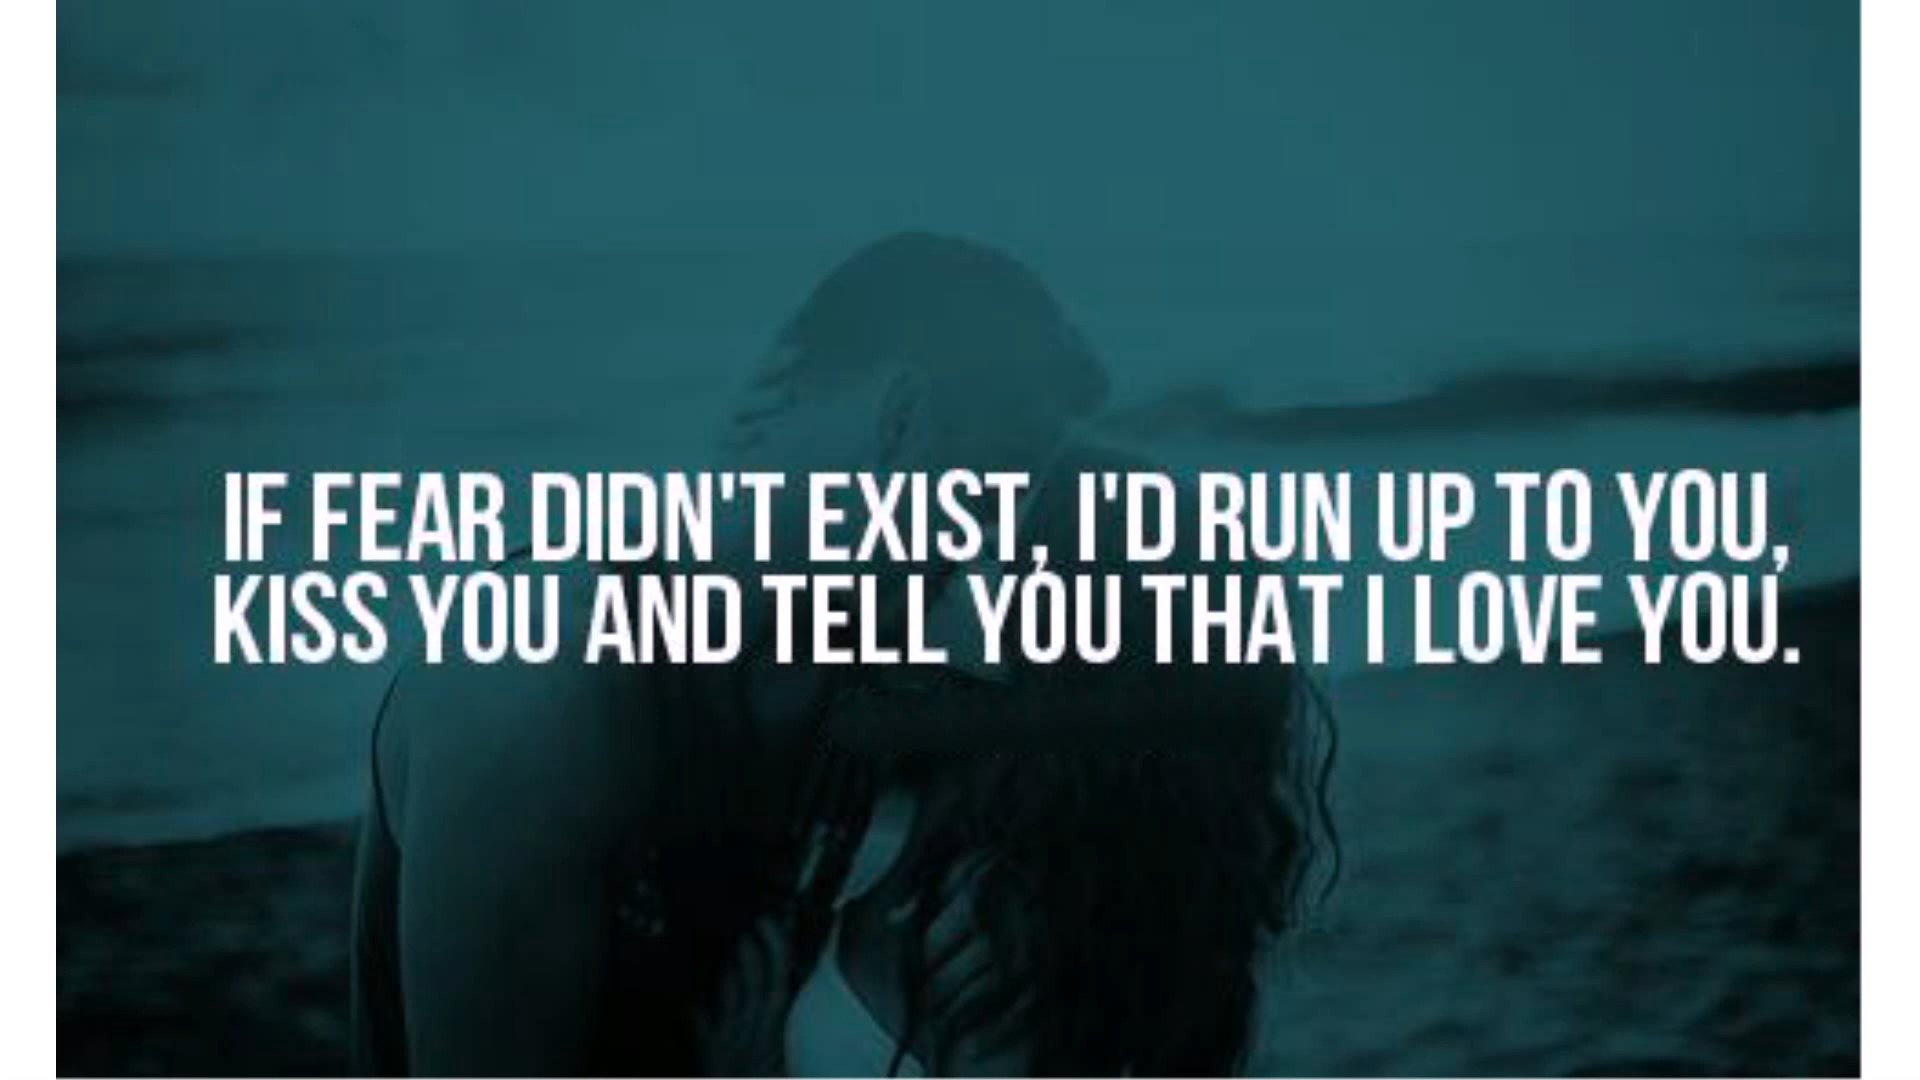 IF FEAR DIDN'T EXIST, I'D RUN UP TO YOU,
KISS YOU AND TELL YOU THAT I LOVE YOU.